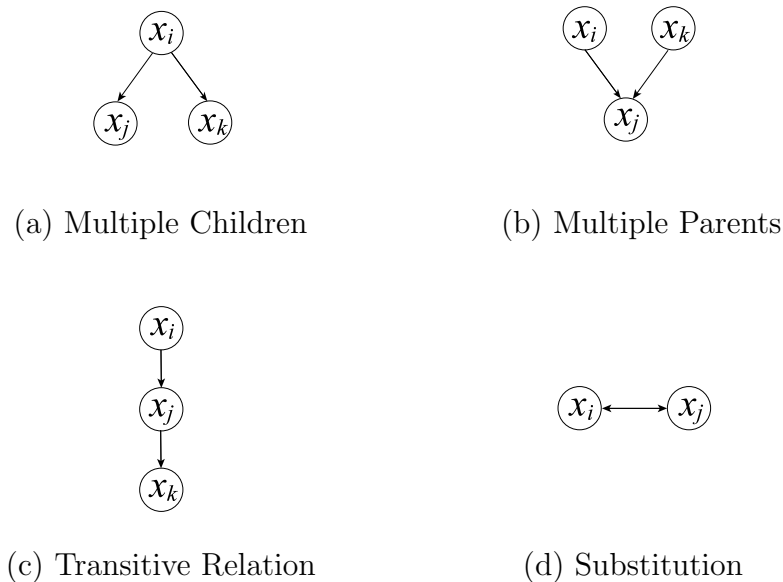 x_i x_i x_k
x_j x_k x_j
(a) Multiple Children (b) Multiple Parents
x_i
x_j x_i x_j
x_k
(c) Transitive Relation (d) Substitution